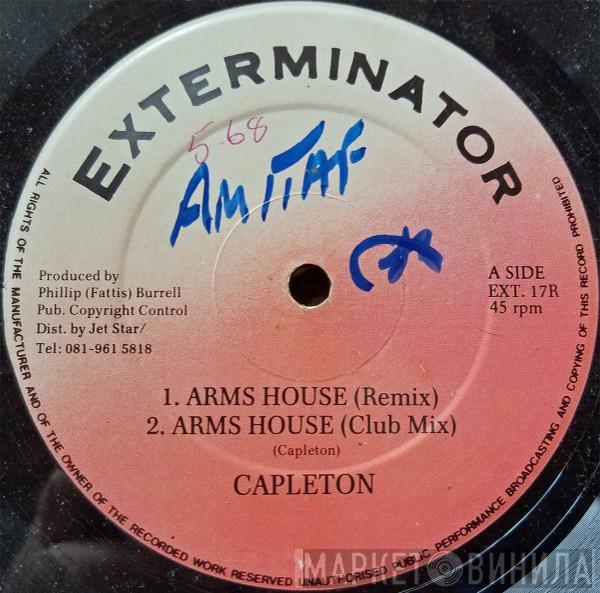 EXTERMINATOR
5.68
AMITAF
Produced by
Phillip (Fattis) Burrell
Pub. Copyright Control
Dist. by Jet Star/
Tel: 081-961 5818
A SIDE
EXT. 17R
45 rpm
1. ARMS HOUSE (Remix)
2. ARMS HOUSE (Club Mix)
(Capleton)
CAPLETON
ALL RIGHTS OF THE MANUFACTURER AND OF THE OWNER OF THE RECORDED WORK RESERVED UNAUTHORISED PUBLIC PERFORMANCE BROADCASTING AND COPYING OF THIS RECORD PROHIBITED
МАРКЕТ ВИНИЛА